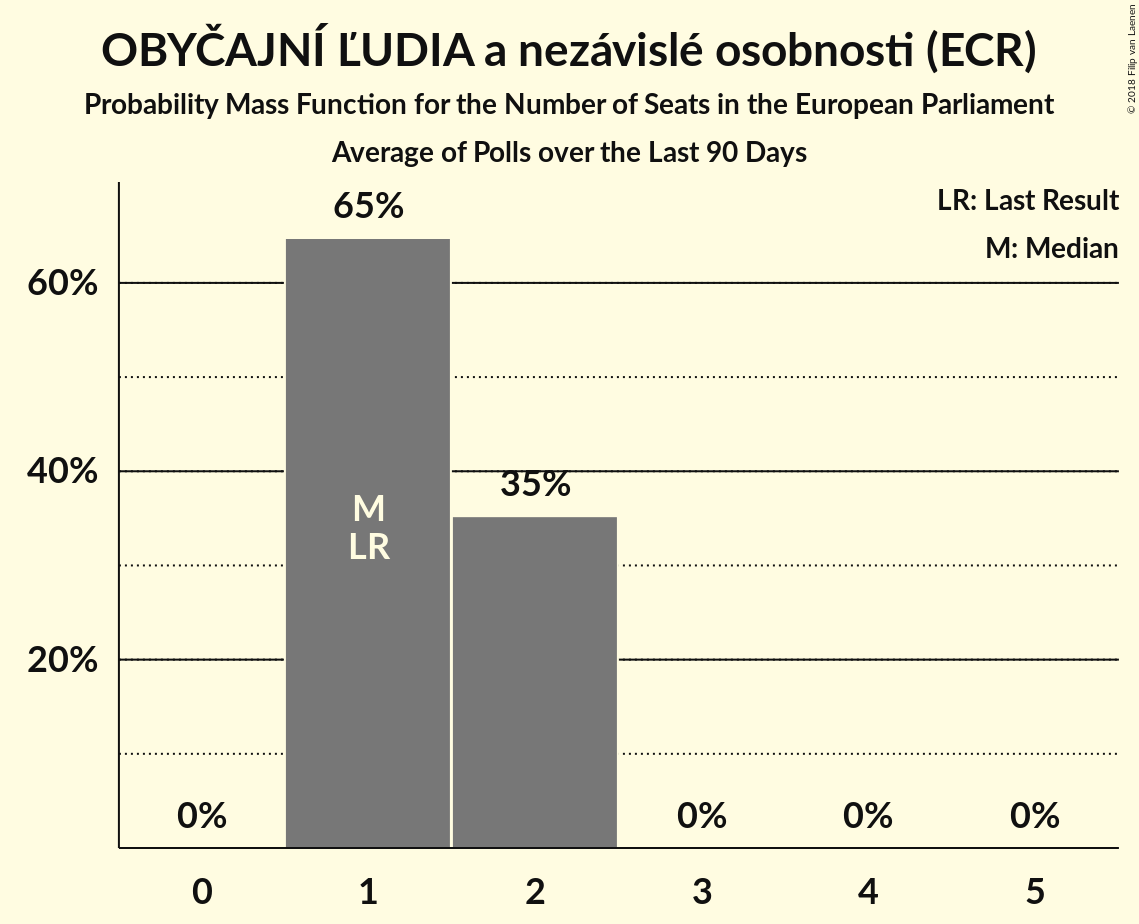 OBYČAJNÍ ĽUDIA a nezávislé osobnosti (ECR)
Probability Mass Function for the Number of Seats in the European Parliament
Average of Polls over the Last 90 Days
© 2018 Filip van Laenen
LR: Last Result
M: Median
65%
60%
40%
35%
M
LR
20%
0%
0%
0%
0%
0
1
2
3
4
5